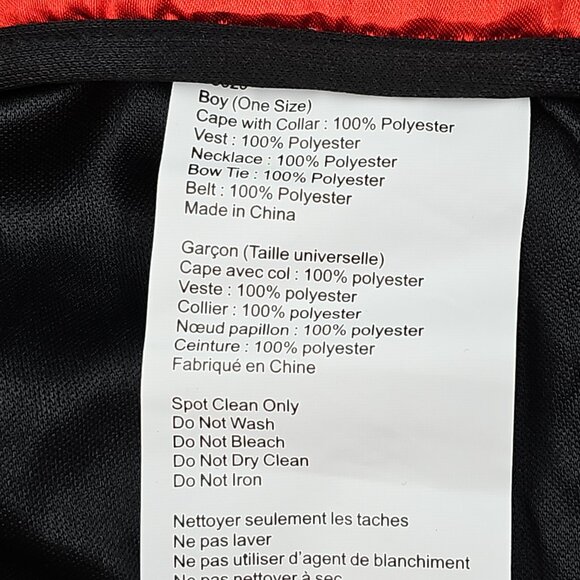 Boy (One Size)
Cape with Collar : 100% Polyester
Vest : 100% Polyester
Necklace : 100% Polyester
Bow Tie : 100% Polyester
Belt : 100% Polyester
Made in China
Garçon (Taille universelle)
Cape avec col : 100% polyester
Veste : 100% polyester
Collier : 100% polyester
Nœud papillon : 100% polyester
Ceinture : 100% polyester
Fabriqué en Chine
Spot Clean Only
Do Not Wash
Do Not Bleach
Do Not Dry Clean
Do Not Iron
Nettoyer seulement les taches
Ne pas laver
Ne pas utiliser d'agent de blanchiment
Ne pas nettoyer à sec